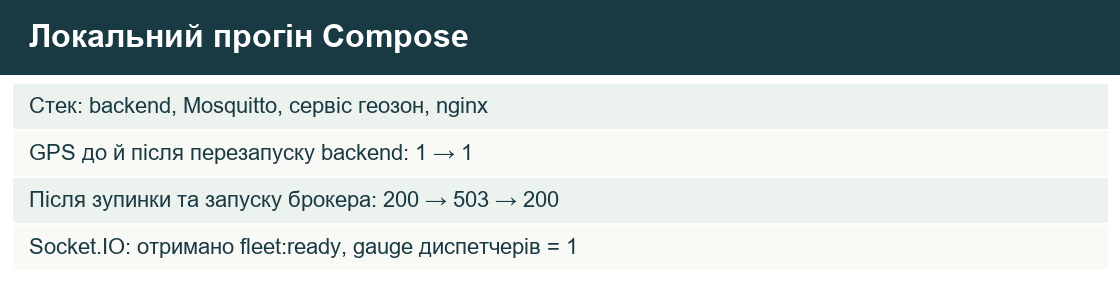 Локальний прогін Compose
Стек: backend, Mosquitto, сервіс геозон, nginx
GPS до й після перезапуску backend: 1 → 1
Після зупинки та запуску брокера: 200 → 503 → 200
Socket.IO: отримано fleet:ready, gauge диспетчерів = 1